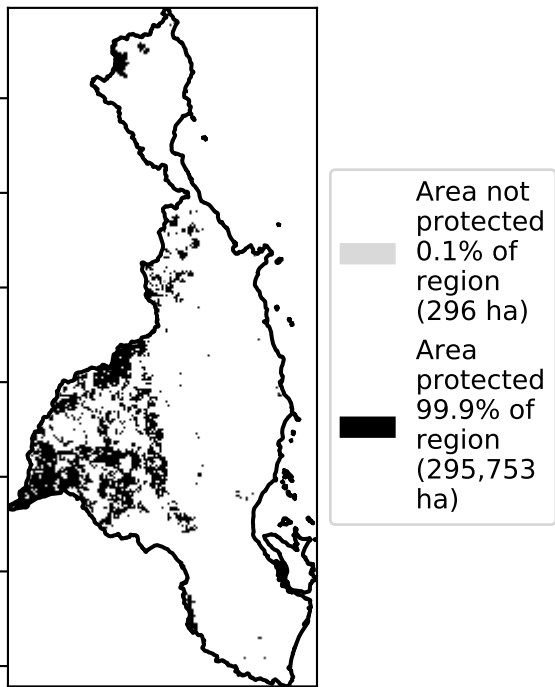 Area not
protected
0.1% of
region
(296 ha)
Area
protected
99.9% of
region
(295,753
ha)